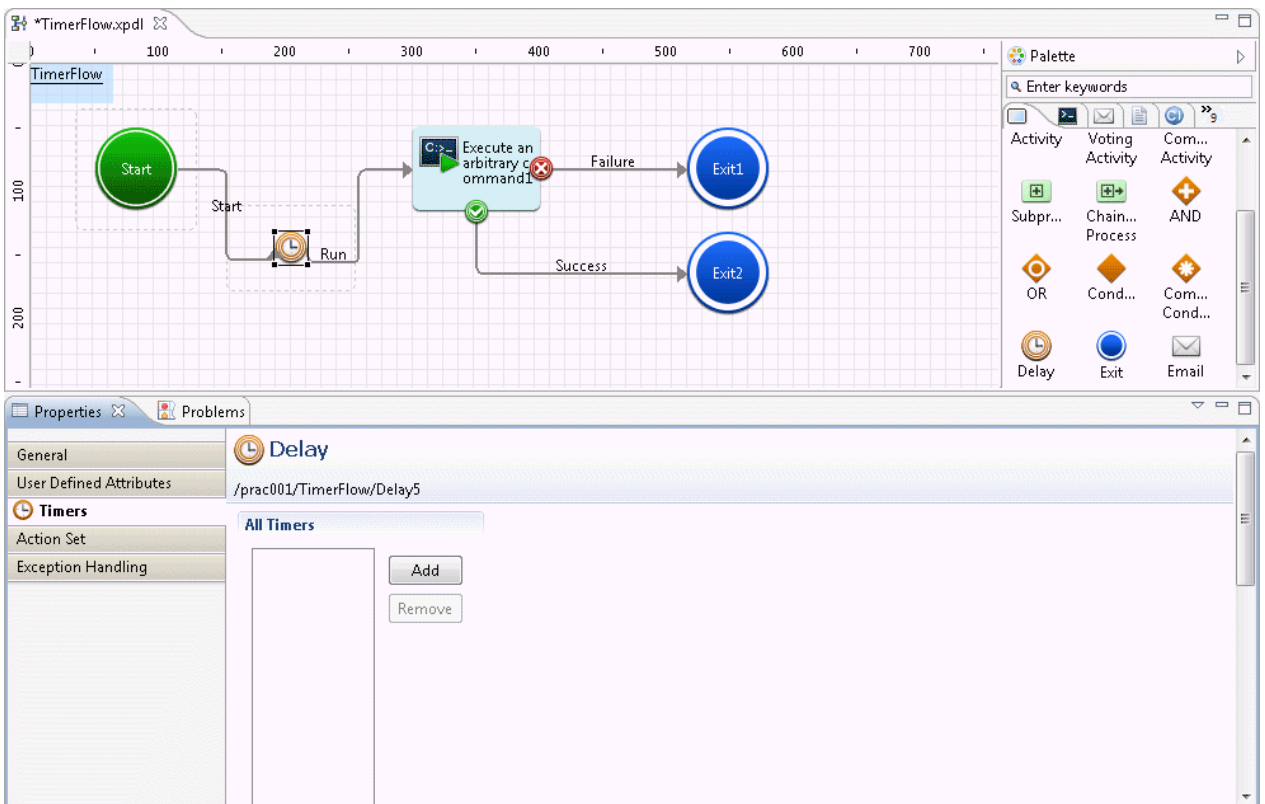 *TimerFlow.xpdl
0 100 200 300 400 500 600 700
TimerFlow
100
200
Start
Start
Run
C:>_
Execute an
arbitrary c
ommand1
Failure
Success
Exit1
Exit2
Palette
Enter keywords
»9
Activity
Voting
Activity
Com...
Activity
Subpr...
Chain...
Process
AND
OR
Cond...
Com...
Cond...
Delay
Exit
Email
Properties
Problems
General
User Defined Attributes
Timers
Action Set
Exception Handling
Delay
/prac001/TimerFlow/Delay5
All Timers
Add
Remove